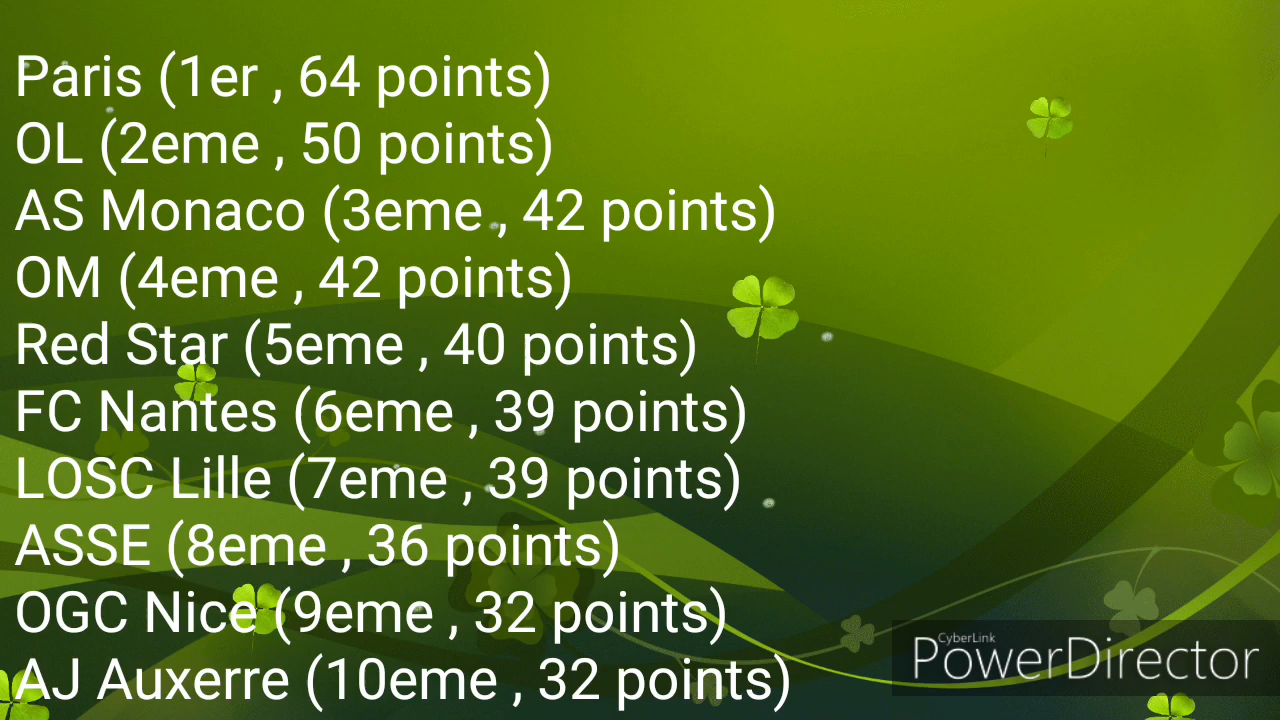 Paris (1er , 64 points)
OL (2eme , 50 points)
AS Monaco (3eme , 42 points)
OM (4eme , 42 points)
Red Star (5eme , 40 points)
FC Nantes (6eme , 39 points)
LOSC Lille (7eme , 39 points)
ASSE (8eme , 36 points)
OGC Nice (9eme , 32 points)
AJ Auxerre (10eme , 32 points)
CyberLink
PowerDirector